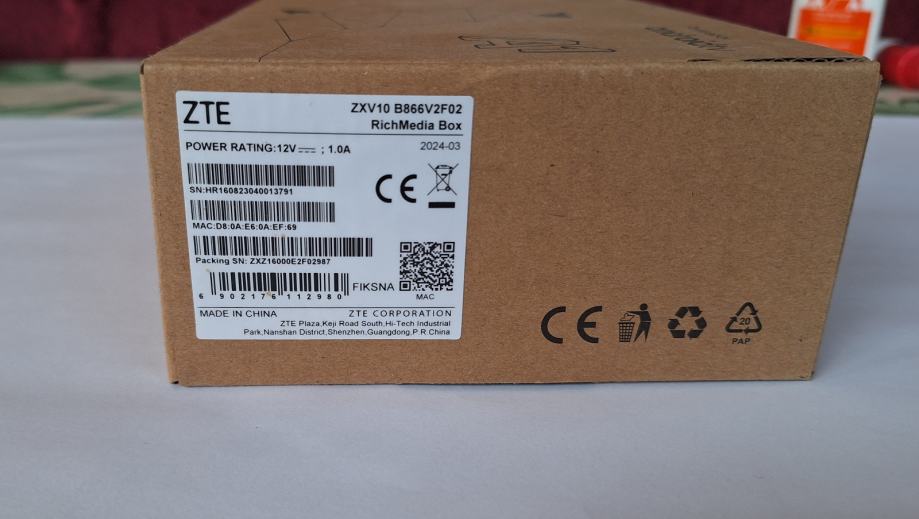 ZTE
ZXV10 B866V2F02
RichMedia Box
POWER RATING:12V⎓ ; 1.0A
2024-03
SN:HR160823040013791
MAC:D8:0A:E6:0A:EF:69
Packing SN: ZXZ16000E2F02987
6 902176 112980
FIKSNA
MAC
CE
MADE IN CHINA
ZTE CORPORATION
ZTE Plaza,Keji Road South,Hi-Tech Industrial
Park,Nanshan District,Shenzhen,Guangdong,P.R.China
CE
20
PAP